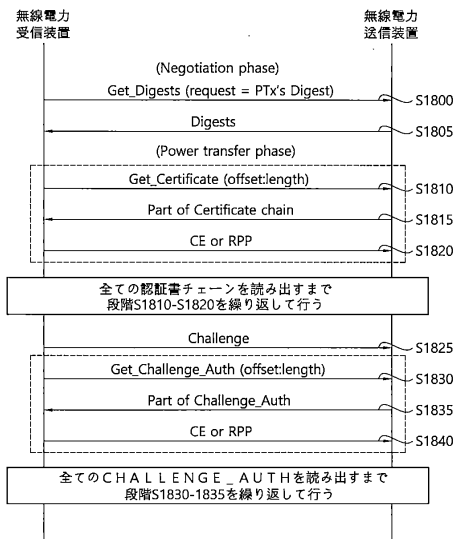 無線電力
受信装置
無線電力
送信装置
(Negotiation phase)
Get_Digests (request = PTx's Digest)
S1800
Digests
S1805
(Power transfer phase)
Get_Certificate (offset:length)
S1810
Part of Certificate chain
S1815
CE or RPP
S1820
全ての認証書チェーンを読み出すまで
段階S1810-S1820を繰り返して行う
Challenge
S1825
Get_Challenge_Auth (offset:length)
S1830
Part of Challenge_Auth
S1835
CE or RPP
S1840
全てのＣＨＡＬＬＥＮＧＥ＿ＡＵＴＨを読み出すまで
段階S1830-1835を繰り返して行う